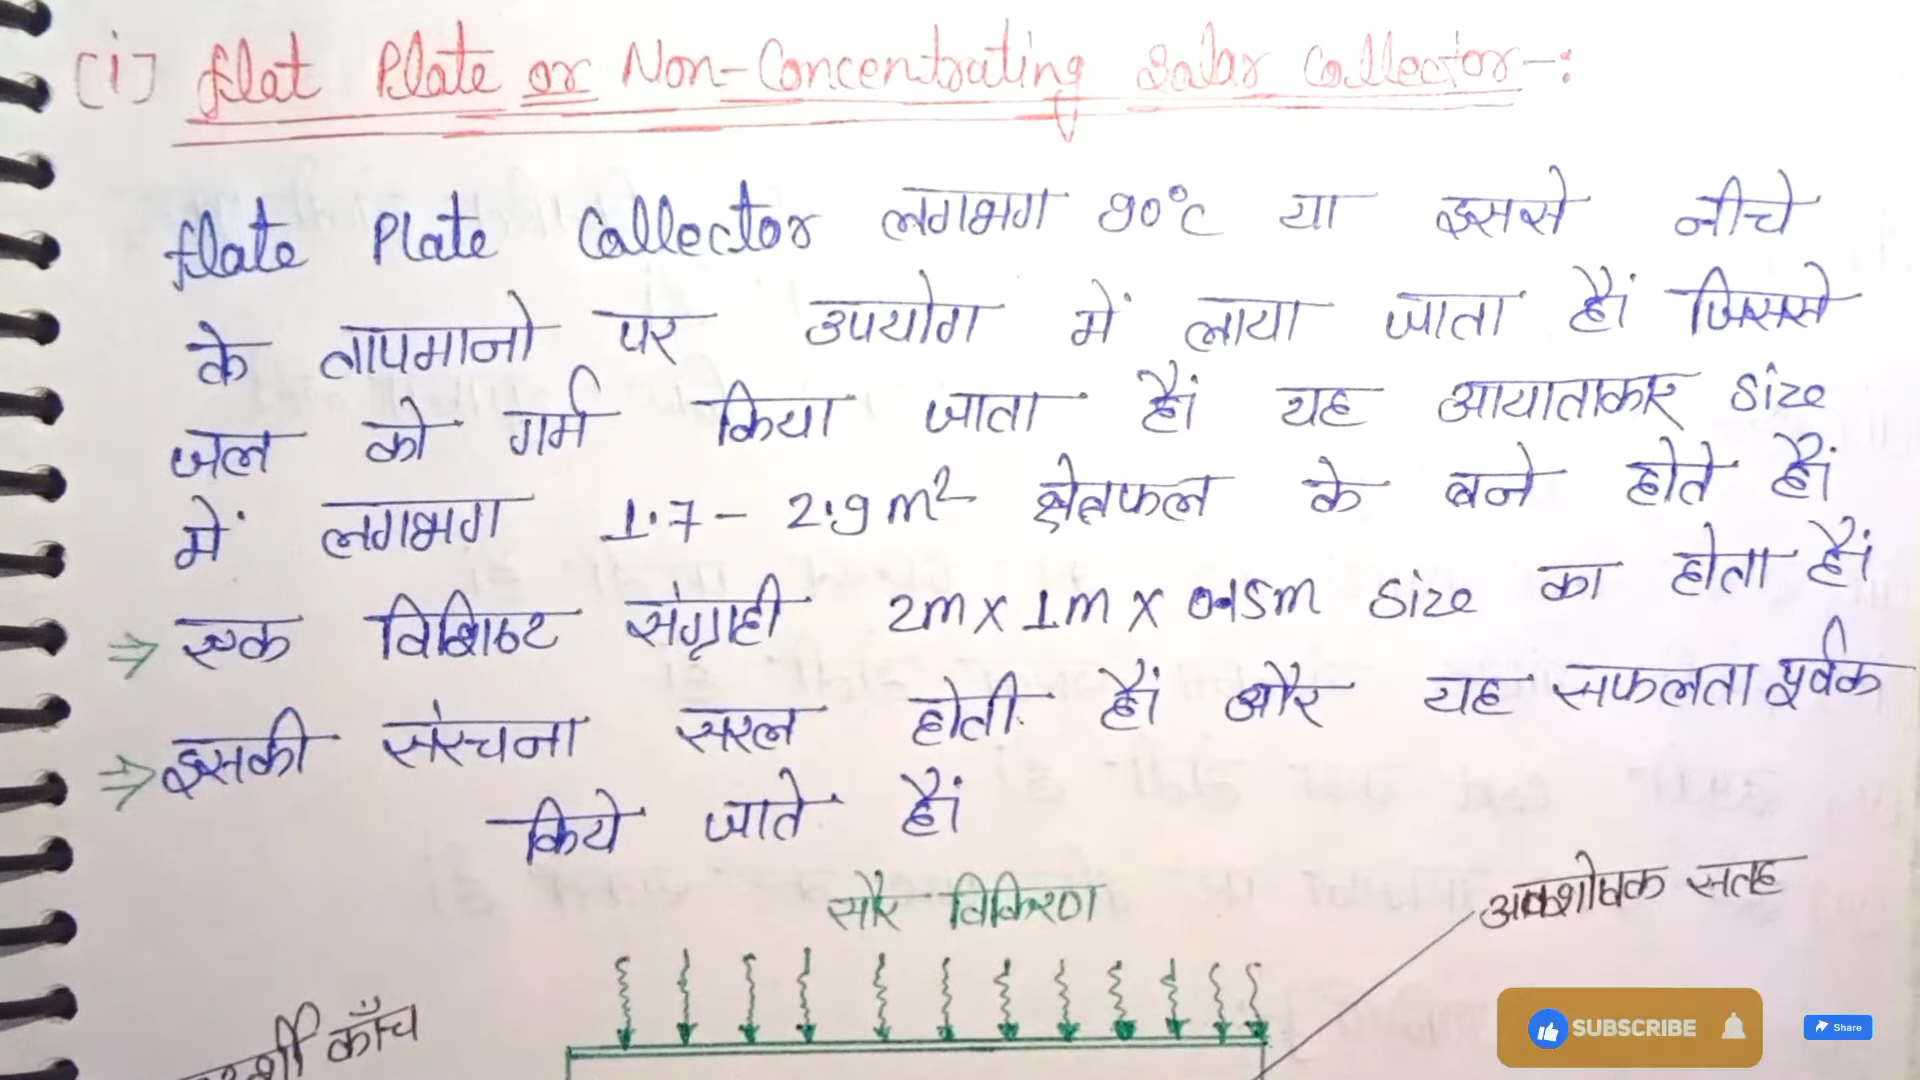 (i) Flat Plate or Non-Concentrating Solar Collector-:
Flate Plate Collector लगभग 90°C या इससे नीचे
के तापमानो पर उपयोग में लाया जाता हैं। जिससे
जल को गर्म किया जाता हैं। यह आयाताकार Size
में लगभग 1.7 - 2.9 m² क्षेत्रफल के बने होते हैं।
⇒ एक विशिष्ट संग्राही 2m x 1m x 0.15m Size का होता हैं।
⇒ इसकी संरचना सरल होती हैं। और यह सफलता पूर्वक
किये जाते हैं।
सौर विकिरण
अवशोषक सतह
काँच
SUBSCRIBE
Share